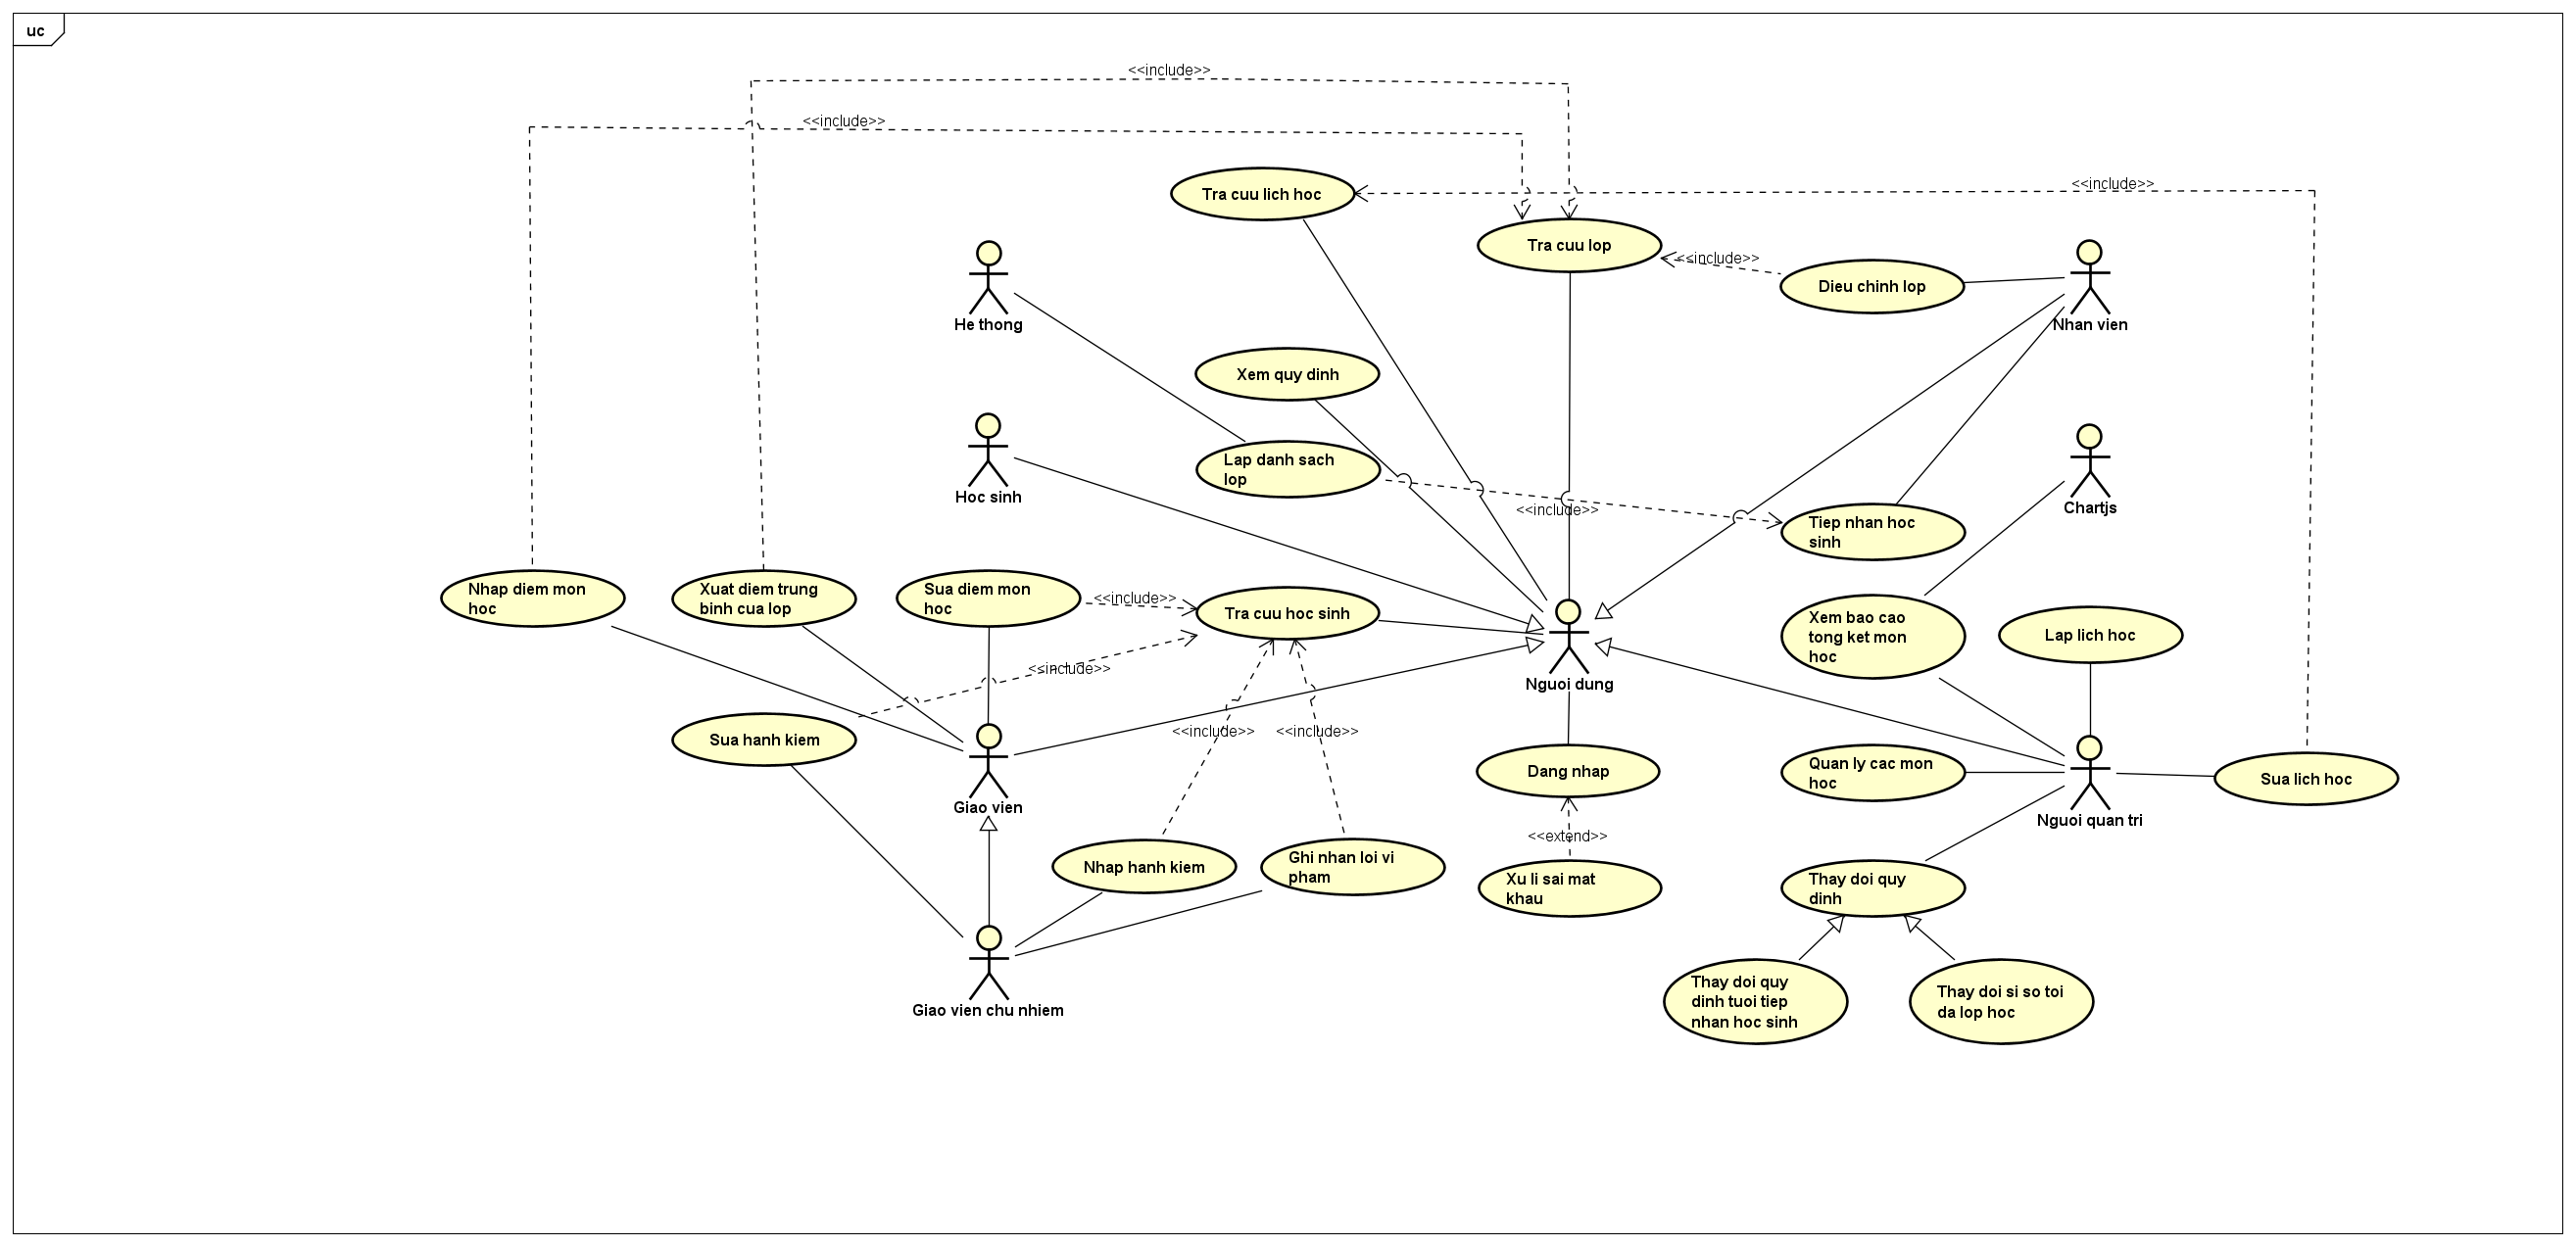 uc
<<include>>
<<include>>
<<include>>
Tra cuu lich hoc
Tra cuu lop
<<include>>
Dieu chinh lop
He thong
Nhan vien
Xem quy dinh
Lap danh sach
lop
Hoc sinh
Chartjs
<<include>>
Tiep nhan hoc
sinh
Nhap diem mon
hoc
Xuat diem trung
binh cua lop
Sua diem mon
hoc
<<include>>
Tra cuu hoc sinh
Xem bao cao
tong ket mon
hoc
Lap lich hoc
<<include>>
Nguoi dung
Sua hanh kiem
<<include>>
<<include>>
Giao vien
Dang nhap
Quan ly cac mon
hoc
Nguoi quan tri
Sua lich hoc
<<extend>>
Nhap hanh kiem
Ghi nhan loi vi
pham
Xu li sai mat
khau
Thay doi quy
dinh
Giao vien chu nhiem
Thay doi quy
dinh tuoi tiep
nhan hoc sinh
Thay doi si so toi
da lop hoc